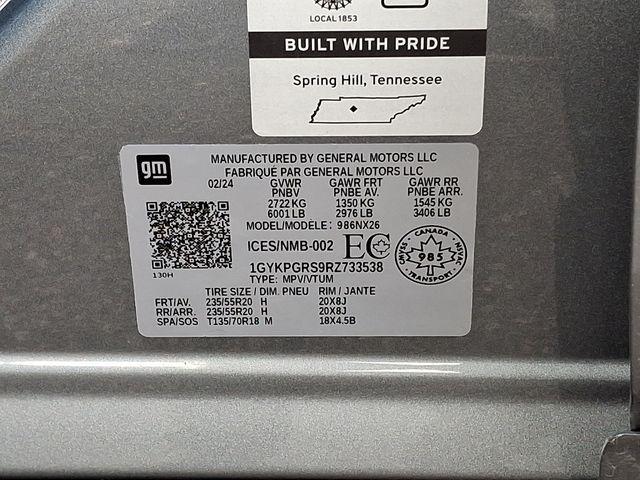 LOCAL 1853
BUILT WITH PRIDE
Spring Hill, Tennessee
gm
MANUFACTURED BY GENERAL MOTORS LLC
FABRIQUÉ PAR GENERAL MOTORS LLC
02/24 GVWR GAWR FRT GAWR RR
PNBV PNBE AV. PNBE ARR.
2722 KG 1350 KG 1545 KG
6001 LB 2976 LB 3406 LB
MODEL/MODÈLE: 986NX26
ICES/NMB-002 EC
CANADA
CMVSS NSVAC
985
130H
1GYKPGRS9RZ733538
TYPE: MPV/VTUM
TIRE SIZE / DIM. PNEU RIM / JANTE
FRT/AV. 235/55R20 H 20X8J
RR/ARR. 235/55R20 H 20X8J
SPA/SOS T135/70R18 M 18X4.5B